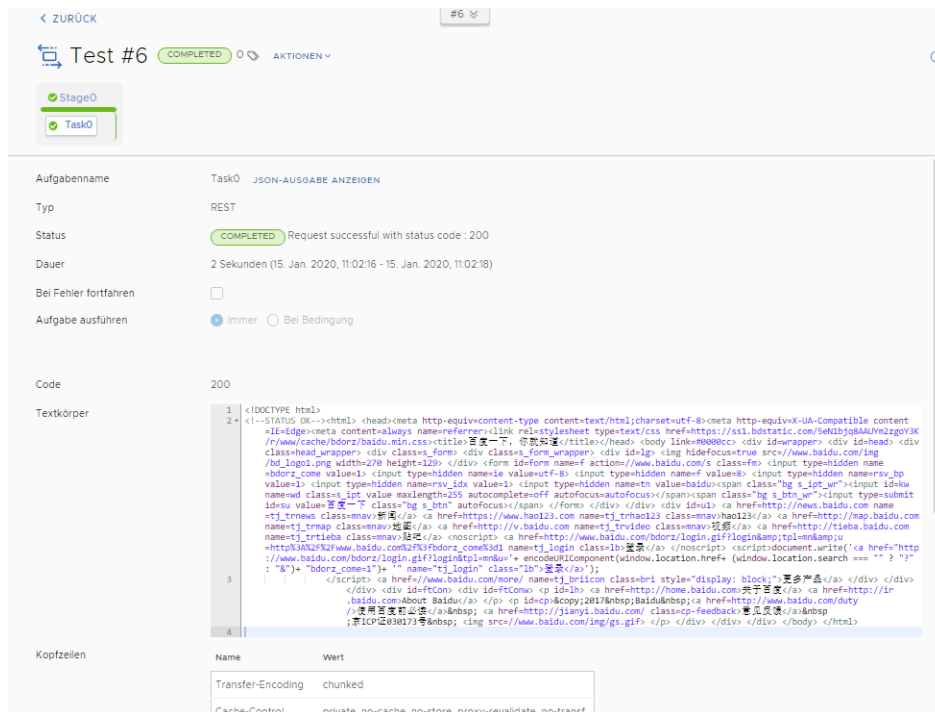 #6
ZURÜCK
Test #6 COMPLETED 0 AKTIONEN
Stage0
Task0
Aufgabenname Task0 JSON-AUSGABE ANZEIGEN
Typ REST
Status COMPLETED Request successful with status code : 200
Dauer 2 Sekunden (15. Jan. 2020, 11:02:16 - 15. Jan. 2020, 11:02:18)
Bei Fehler fortfahren
Aufgabe ausführen Immer Bei Bedingung
Code 200
Textkörper
1 <!DOCTYPE html>
2 <!--STATUS OK--><html> <head><meta http-equiv=content-type content=text/html;charset=utf-8><meta http-equiv=X-UA-Compatible content
=IE=Edge><meta content=always name=referrer><link rel=stylesheet type=text/css href=https://ss1.bdstatic.com/5eN1bjq8AAUYm2zgoY3K
/r/www/cache/bdorz/baidu.min.css><title>百度一下，你就知道</title></head> <body link=#0000cc> <div id=wrapper> <div id=head> <div
class=head_wrapper> <div class=s_form> <div class=s_form_wrapper> <div id=lg> <img hidefocus=true src=//www.baidu.com/img
/bd_logo1.png width=270 height=129> </div> <form id=form name=f action=//www.baidu.com/s class=fm> <input type=hidden name
=bdorz_come value=1> <input type=hidden name=ie value=utf-8> <input type=hidden name=f value=8> <input type=hidden name=rsv_bp
value=1> <input type=hidden name=rsv_idx value=1> <input type=hidden name=tn value=baidu><span class="bg s_ipt_wr"><input id=kw
name=wd class=s_ipt value maxlength=255 autocomplete=off autofocus=autofocus></span><span class="bg s_btn_wr"><input type=submit
id=su value=百度一下 class="bg s_btn" autofocus></span> </form> </div> </div> <div id=u1> <a href=http://news.baidu.com name
=tj_trnews class=mnav>新闻</a> <a href=https://www.hao123.com name=tj_trhao123 class=mnav>hao123</a> <a href=http://map.baidu.com
name=tj_trmap class=mnav>地图</a> <a href=http://v.baidu.com name=tj_trvideo class=mnav>视频</a> <a href=http://tieba.baidu.com
name=tj_trtieba class=mnav>贴吧</a> <noscript> <a href=http://www.baidu.com/bdorz/login.gif?login&amp;tpl=mn&amp;u
=http%3A%2F%2Fwww.baidu.com%2f%3fbdorz_come%3d1 name=tj_login class=lb>登录</a> </noscript> <script>document.write('<a href="http
://www.baidu.com/bdorz/login.gif?login&tpl=mn&u='+ encodeURIComponent(window.location.href+ (window.location.search === "" ? "?"
: "&")+ "bdorz_come=1")+ '" name="tj_login" class="lb">登录</a>');
3 </script> <a href=//www.baidu.com/more/ name=tj_briicon class=bri style="display: block;">更多产品</a> </div> </div>
</div> <div id=ftCon> <div id=ftConw> <p id=lh> <a href=http://home.baidu.com>关于百度</a> <a href=http://ir
.baidu.com>About Baidu</a> </p> <p id=cp>&copy;2017&nbsp;Baidu&nbsp;<a href=http://www.baidu.com/duty
/>使用百度前必读</a>&nbsp; <a href=http://jianyi.baidu.com/ class=cp-feedback>意见反馈</a>&nbsp
;京ICP证030173号&nbsp; <img src=//www.baidu.com/img/gs.gif> </p> </div> </div> </div> </body> </html>
4
Kopfzeilen
Name Wert
Transfer-Encoding chunked
Cache-Control private, no-cache, no-store, proxy-revalidate, no-transf